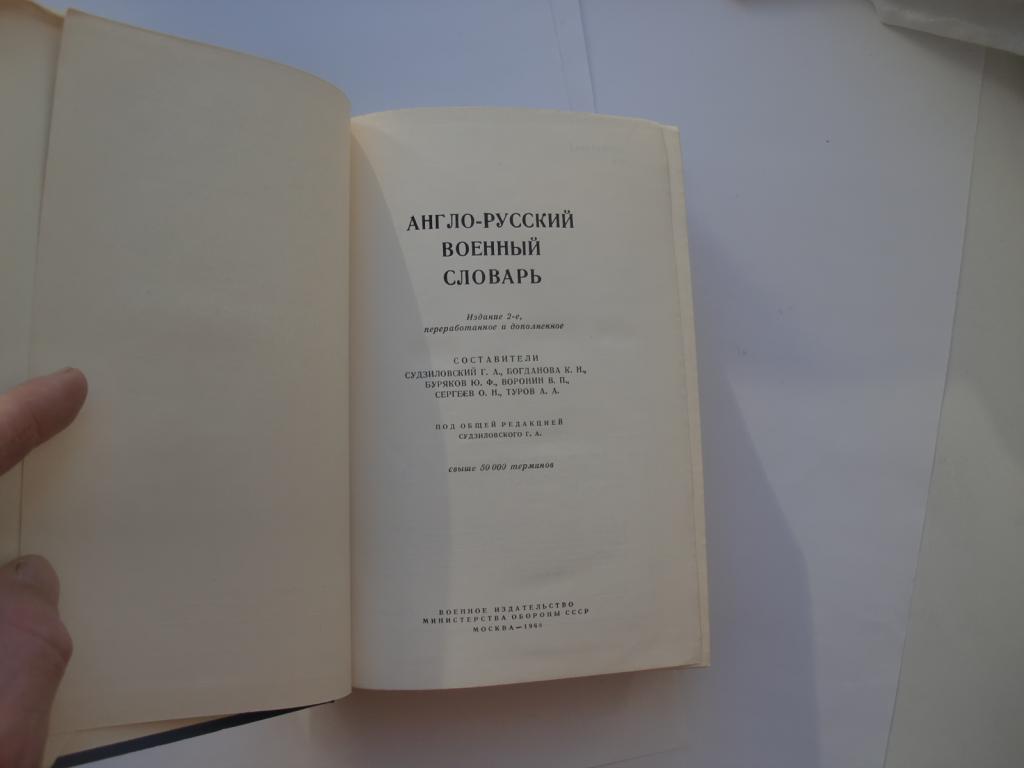 АНГЛО-РУССКИЙ
ВОЕННЫЙ
СЛОВАРЬ
Издание 2-е,
переработанное и дополненное
СОСТАВИТЕЛИ
СУДЗИЛОВСКИЙ Г. А., БОГДАНОВА К. Н.,
БУРЯКОВ Ю. Ф., ВОРОНИН В. П.,
СЕРГЕЕВ О. Н., ТУРОВ А. А.
ПОД ОБЩЕЙ РЕДАКЦИЕЙ
СУДЗИЛОВСКОГО Г. А.
свыше 50 000 терминов
ВОЕННОЕ ИЗДАТЕЛЬСТВО
МИНИСТЕРСТВА ОБОРОНЫ СССР
МОСКВА—1968